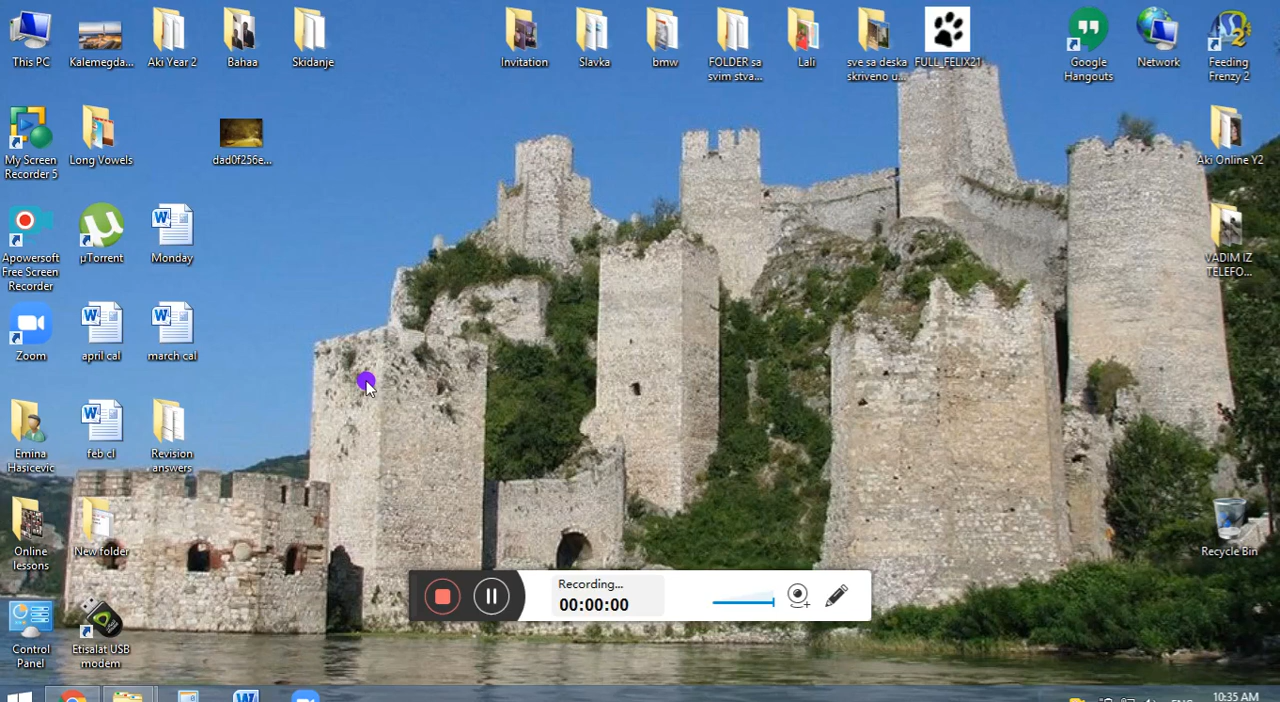 This PC
Kalemegda...
Aki Year 2
Bahaa
Skidanje
Invitation
Slavka
bmw
FOLDER sa
svim stva...
Lali
sve sa deska
skriveno u...
FULL_FELIX21
Google
Hangouts
Network
Feeding
Frenzy 2
My Screen
Recorder 5
Long Vowels
dad0f256e...
Aki Online Y2
Apowersoft
Free Screen
Recorder
µTorrent
Monday
VADIM IZ
TELEFO...
Zoom
april cal
march cal
Emina
Hasicevic
feb cl
Revision
answers
Online
lessons
New folder
Recycle Bin
Recording...
00:00:00
Control
Panel
Etisalat USB
modem
10:35 AM